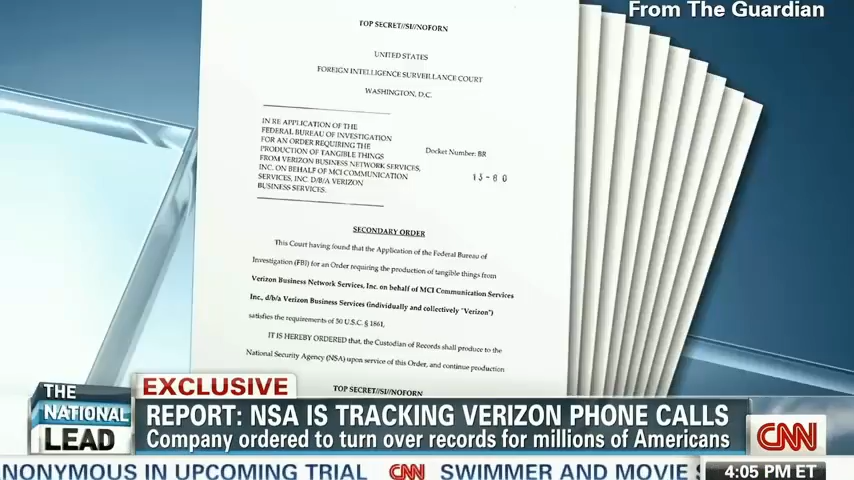 From The Guardian
TOP SECRET//SI//NOFORN
UNITED STATES
FOREIGN INTELLIGENCE SURVEILLANCE COURT
WASHINGTON, D.C.
IN RE APPLICATION OF THE
FEDERAL BUREAU OF INVESTIGATION
FOR AN ORDER REQUIRING THE
PRODUCTION OF TANGIBLE THINGS
FROM VERIZON BUSINESS NETWORK SERVICES,
INC. ON BEHALF OF MCI COMMUNICATION
SERVICES, INC. D/B/A VERIZON
BUSINESS SERVICES.
Docket Number: BR
13-80
SECONDARY ORDER
This Court having found that the Application of the Federal Bureau of
Investigation (FBI) for an Order requiring the production of tangible things from
Verizon Business Network Services, Inc. on behalf of MCI Communication Services
Inc., d/b/a Verizon Business Services (individually and collectively "Verizon")
satisfies the requirements of 50 U.S.C. § 1861,
IT IS HEREBY ORDERED that, the Custodian of Records shall produce to the
National Security Agency (NSA) upon service of this Order, and continue production
TOP SECRET//SI//NOFORN
THE
NATIONAL
LEAD
EXCLUSIVE
REPORT: NSA IS TRACKING VERIZON PHONE CALLS
Company ordered to turn over records for millions of Americans
CNN
NONYMOUS IN UPCOMING TRIAL CNN SWIMMER AND MOVIE S
4:05 PM ET